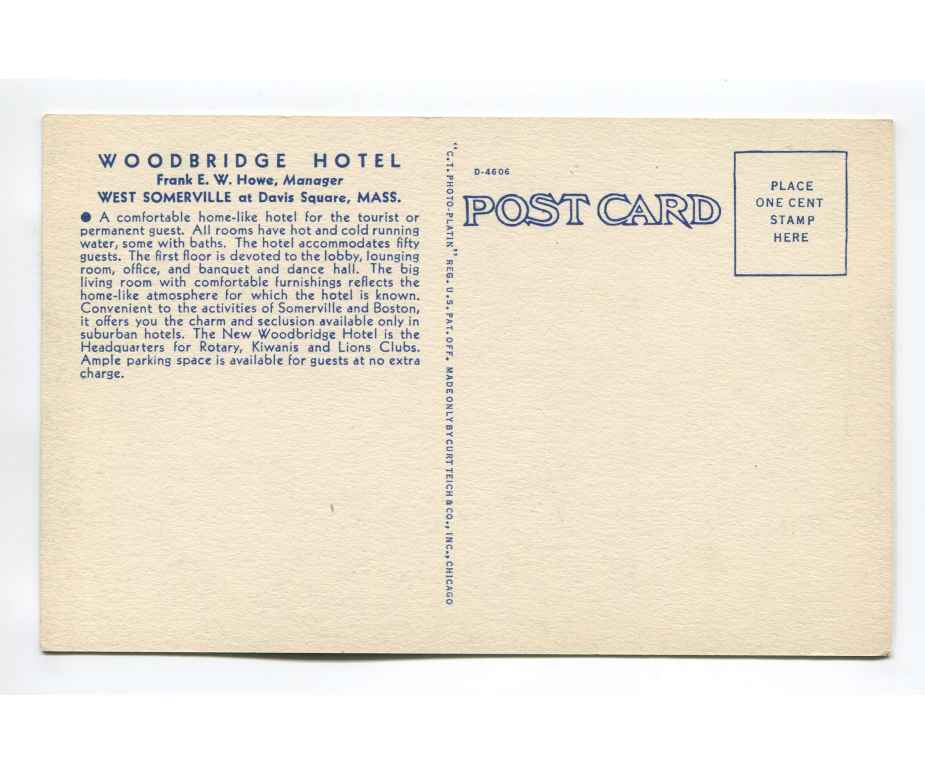 WOODBRIDGE HOTEL
Frank E. W. Howe, Manager
WEST SOMERVILLE at Davis Square, MASS.
● A comfortable home-like hotel for the tourist or
permanent guest. All rooms have hot and cold running
water, some with baths. The hotel accommodates fifty
guests. The first floor is devoted to the lobby, lounging
room, office, and banquet and dance hall. The big
living room with comfortable furnishings reflects the
home-like atmosphere for which the hotel is known.
Convenient to the activities of Somerville and Boston,
it offers you the charm and seclusion available only in
suburban hotels. The New Woodbridge Hotel is the
Headquarters for Rotary, Kiwanis and Lions Clubs.
Ample parking space is available for guests at no extra
charge.
"C.T. PHOTO-PLATIN" REG. U.S. PAT. OFF. MADE ONLY BY CURT TEICH & CO., INC., CHICAGO
D-4606
POST CARD
PLACE
ONE CENT
STAMP
HERE